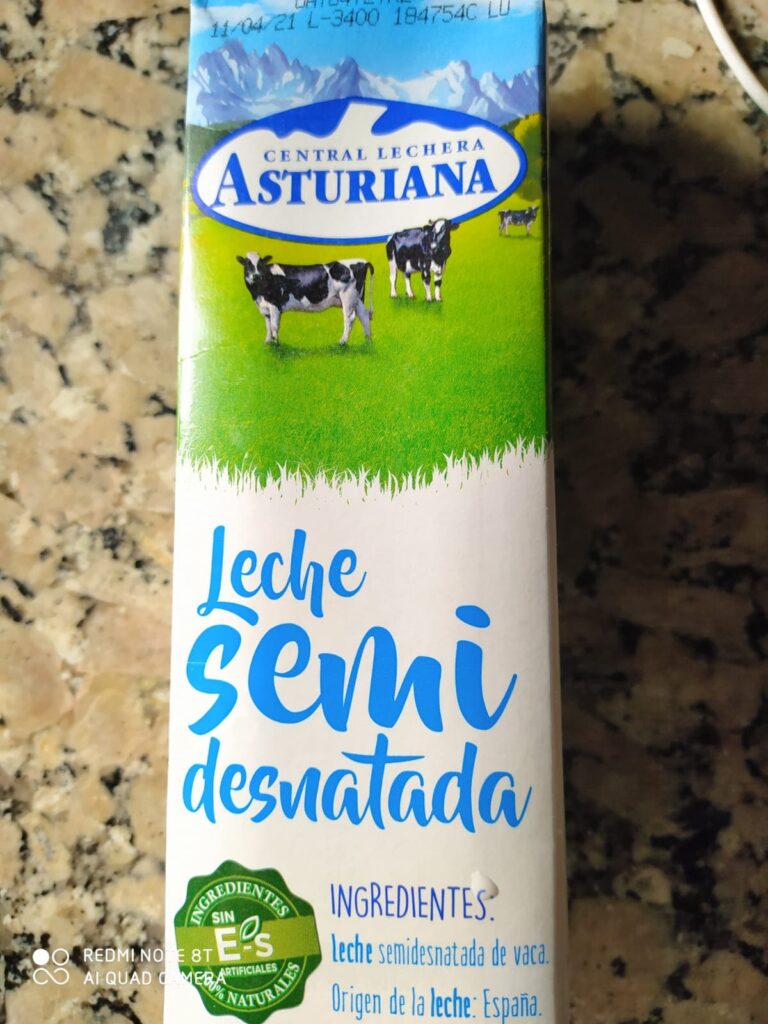 11/04/21 L-3400 184754C LU
CENTRAL LECHERA
ASTURIANA
Leche
semi
desnatada
INGREDIENTES
SIN
E-s
ARTIFICIALES
100% NATURALES
INGREDIENTES:
leche semidesnatada de vaca.
Origen de la leche: España.
REDMI NOTE 8T
AI QUAD CAMERA